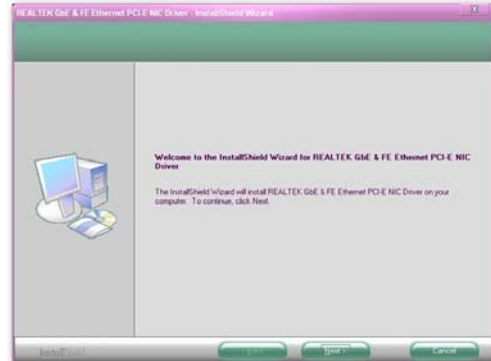 REALTEK GbE & FE Ethernet PCI-E NIC Driver - InstallShield Wizard
X
Welcome to the InstallShield Wizard for REALTEK GbE & FE Ethernet PCI-E NIC
Driver
The InstallShield Wizard will install REALTEK GbE & FE Ethernet PCI-E NIC Driver on your
computer. To continue, click Next.
InstallShield
Next >
Cancel